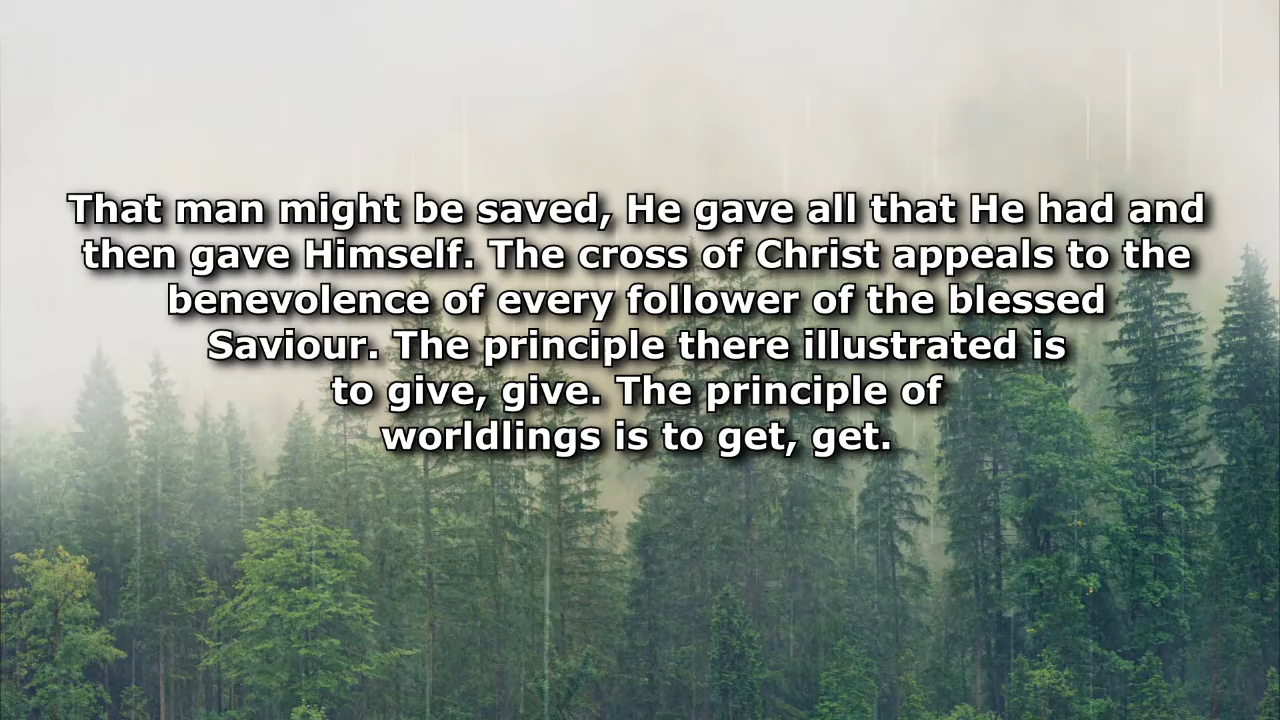 That man might be saved, He gave all that He had and
then gave Himself. The cross of Christ appeals to the
benevolence of every follower of the blessed
Saviour. The principle there illustrated is
to give, give. The principle of
worldlings is to get, get.